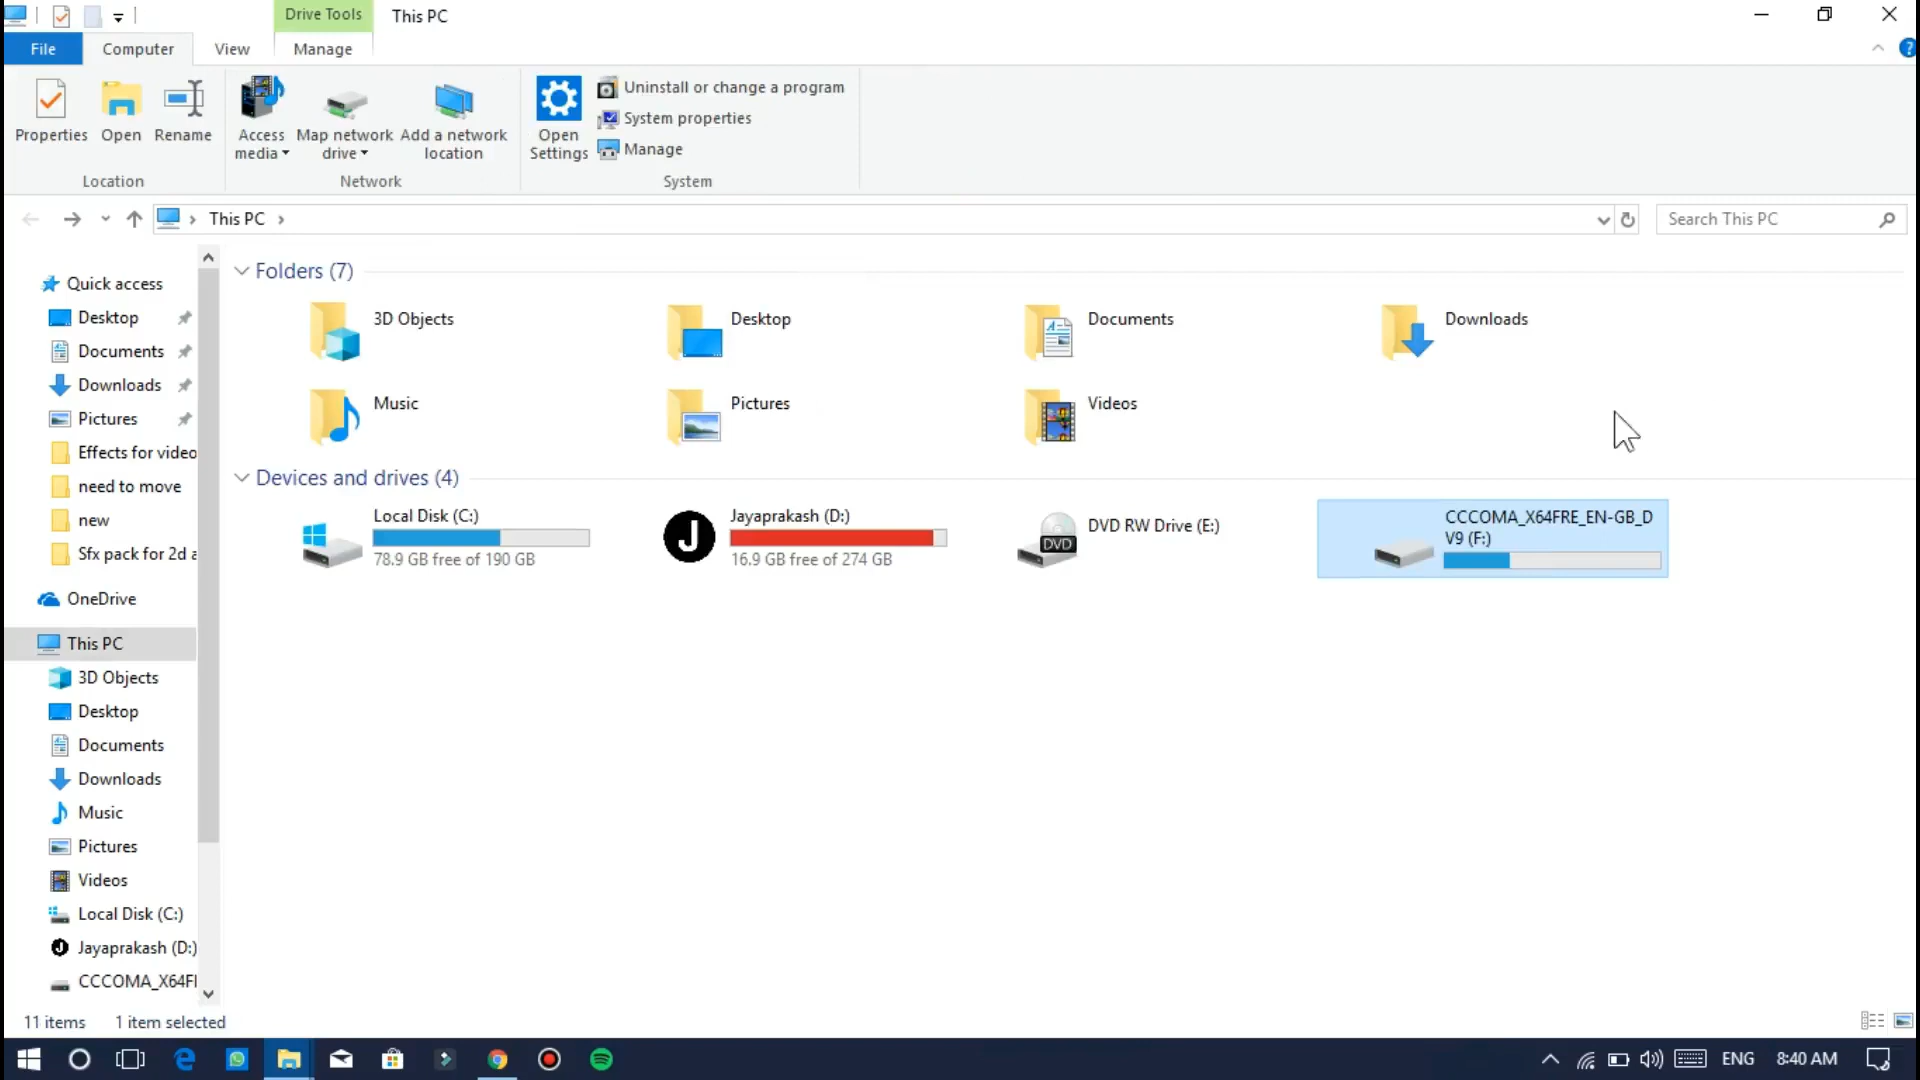 Drive Tools
This PC
File
Computer
View
Manage
Properties
Open
Rename
Location
Access
media
Map network
drive
Add a network
location
Network
Open
Settings
Uninstall or change a program
System properties
Manage
System
This PC
Search This PC
Quick access
Desktop
Documents
Downloads
Pictures
Effects for video
need to move
new
Sfx pack for 2d a
OneDrive
This PC
3D Objects
Desktop
Documents
Downloads
Music
Pictures
Videos
Local Disk (C:)
Jayaprakash (D:)
CCCOMA_X64F
Folders (7)
3D Objects
Desktop
Documents
Downloads
Music
Pictures
Videos
Devices and drives (4)
Local Disk (C:)
78.9 GB free of 190 GB
J
Jayaprakash (D:)
16.9 GB free of 274 GB
DVD
DVD RW Drive (E:)
CCCOMA_X64FRE_EN-GB_D
V9 (F:)
11 items
1 item selected
ENG
8:40 AM